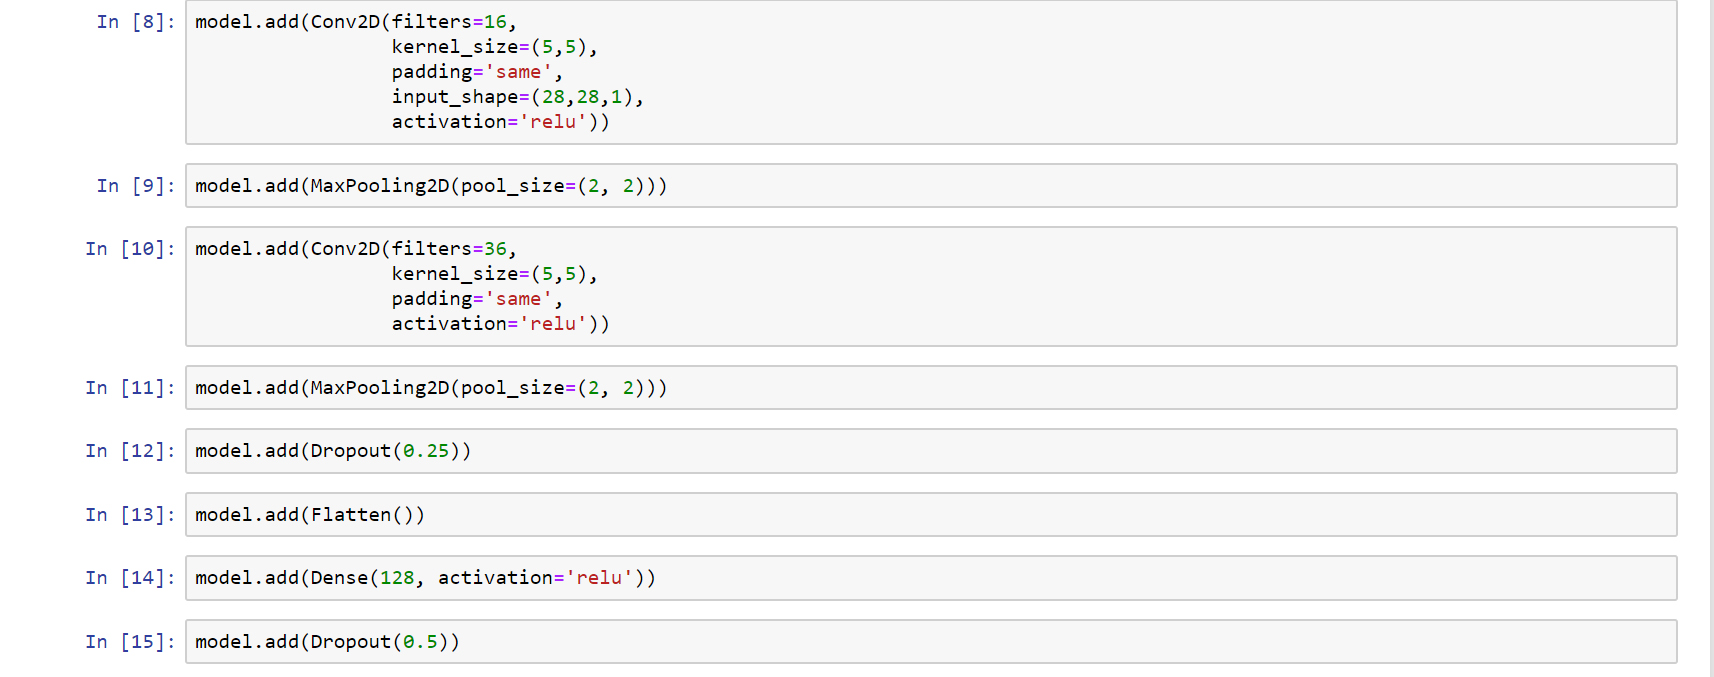 In [8]: model.add(Conv2D(filters=16,
kernel_size=(5,5),
padding='same',
input_shape=(28,28,1),
activation='relu'))
In [9]: model.add(MaxPooling2D(pool_size=(2, 2)))
In [10]: model.add(Conv2D(filters=36,
kernel_size=(5,5),
padding='same',
activation='relu'))
In [11]: model.add(MaxPooling2D(pool_size=(2, 2)))
In [12]: model.add(Dropout(0.25))
In [13]: model.add(Flatten())
In [14]: model.add(Dense(128, activation='relu'))
In [15]: model.add(Dropout(0.5))